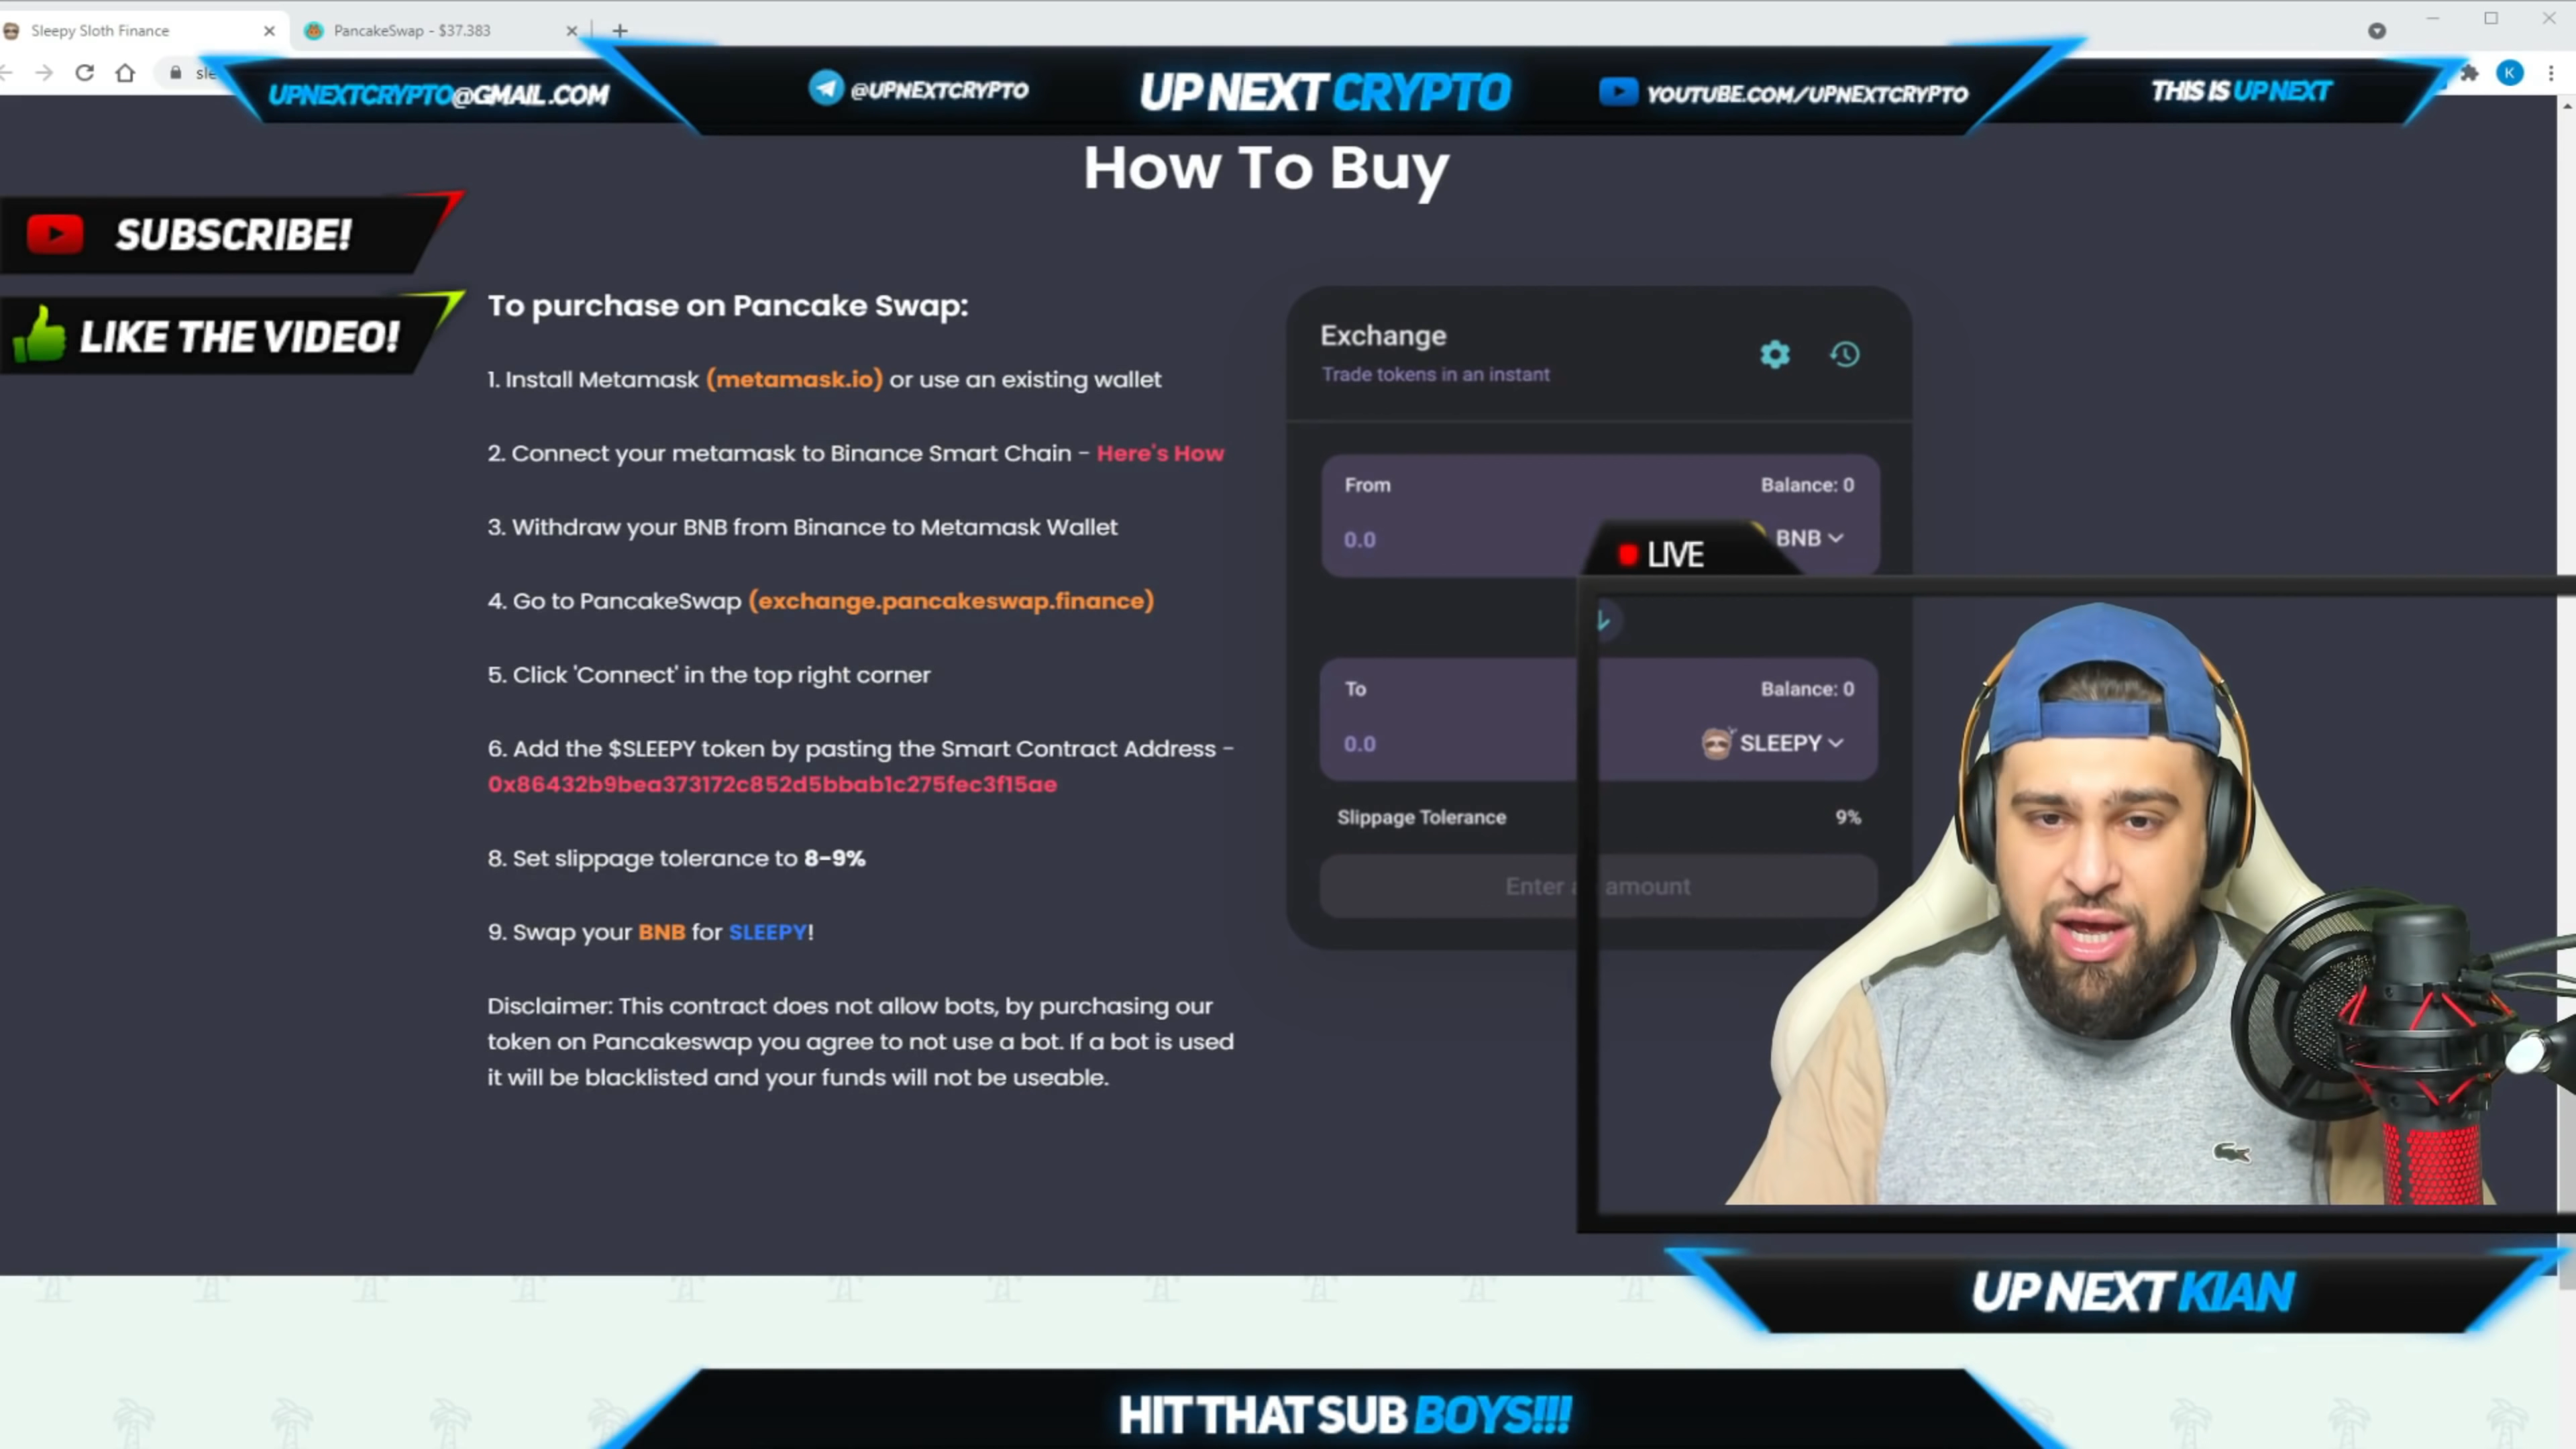 Sleepy Sloth Finance
PancakeSwap - $37.383
UPNEXTCRYPTO@GMAIL.COM
@UPNEXTCRYPTO
UP NEXT CRYPTO
YOUTUBE.COM/UPNEXTCRYPTO
THIS IS UP NEXT
K
How To Buy
SUBSCRIBE!
LIKE THE VIDEO!
To purchase on Pancake Swap:
1. Install Metamask (metamask.io) or use an existing wallet
2. Connect your metamask to Binance Smart Chain - Here's How
3. Withdraw your BNB from Binance to Metamask Wallet
4. Go to PancakeSwap (exchange.pancakeswap.finance)
5. Click 'Connect' in the top right corner
6. Add the $SLEEPY token by pasting the Smart Contract Address -
0x86432b9bea373172c852d5bbab1c275fec3f15ae
8. Set slippage tolerance to 8-9%
9. Swap your BNB for SLEEPY!
Disclaimer: This contract does not allow bots, by purchasing our
token on Pancakeswap you agree to not use a bot. If a bot is used
it will be blacklisted and your funds will not be useable.
Exchange
Trade tokens in an instant
From
Balance: 0
0.0
BNB
LIVE
To
Balance: 0
0.0
SLEEPY
Slippage Tolerance
9%
Enter a amount
UP NEXT KIAN
HIT THAT SUB BOYS!!!